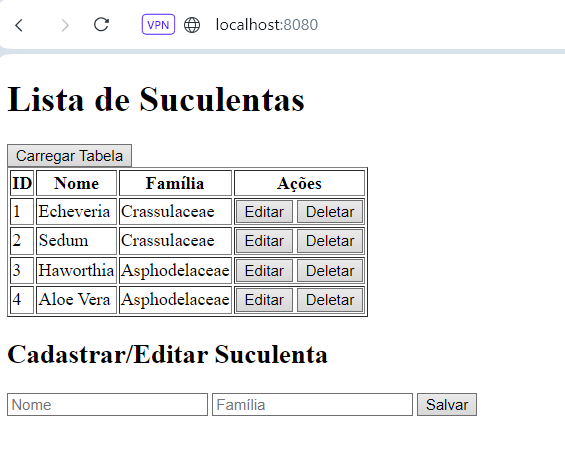 VPN localhost:8080
Lista de Suculentas
Carregar Tabela
ID Nome Família Ações
1 Echeveria Crassulaceae Editar Deletar
2 Sedum Crassulaceae Editar Deletar
3 Haworthia Asphodelaceae Editar Deletar
4 Aloe Vera Asphodelaceae Editar Deletar
Cadastrar/Editar Suculenta
Nome Família Salvar